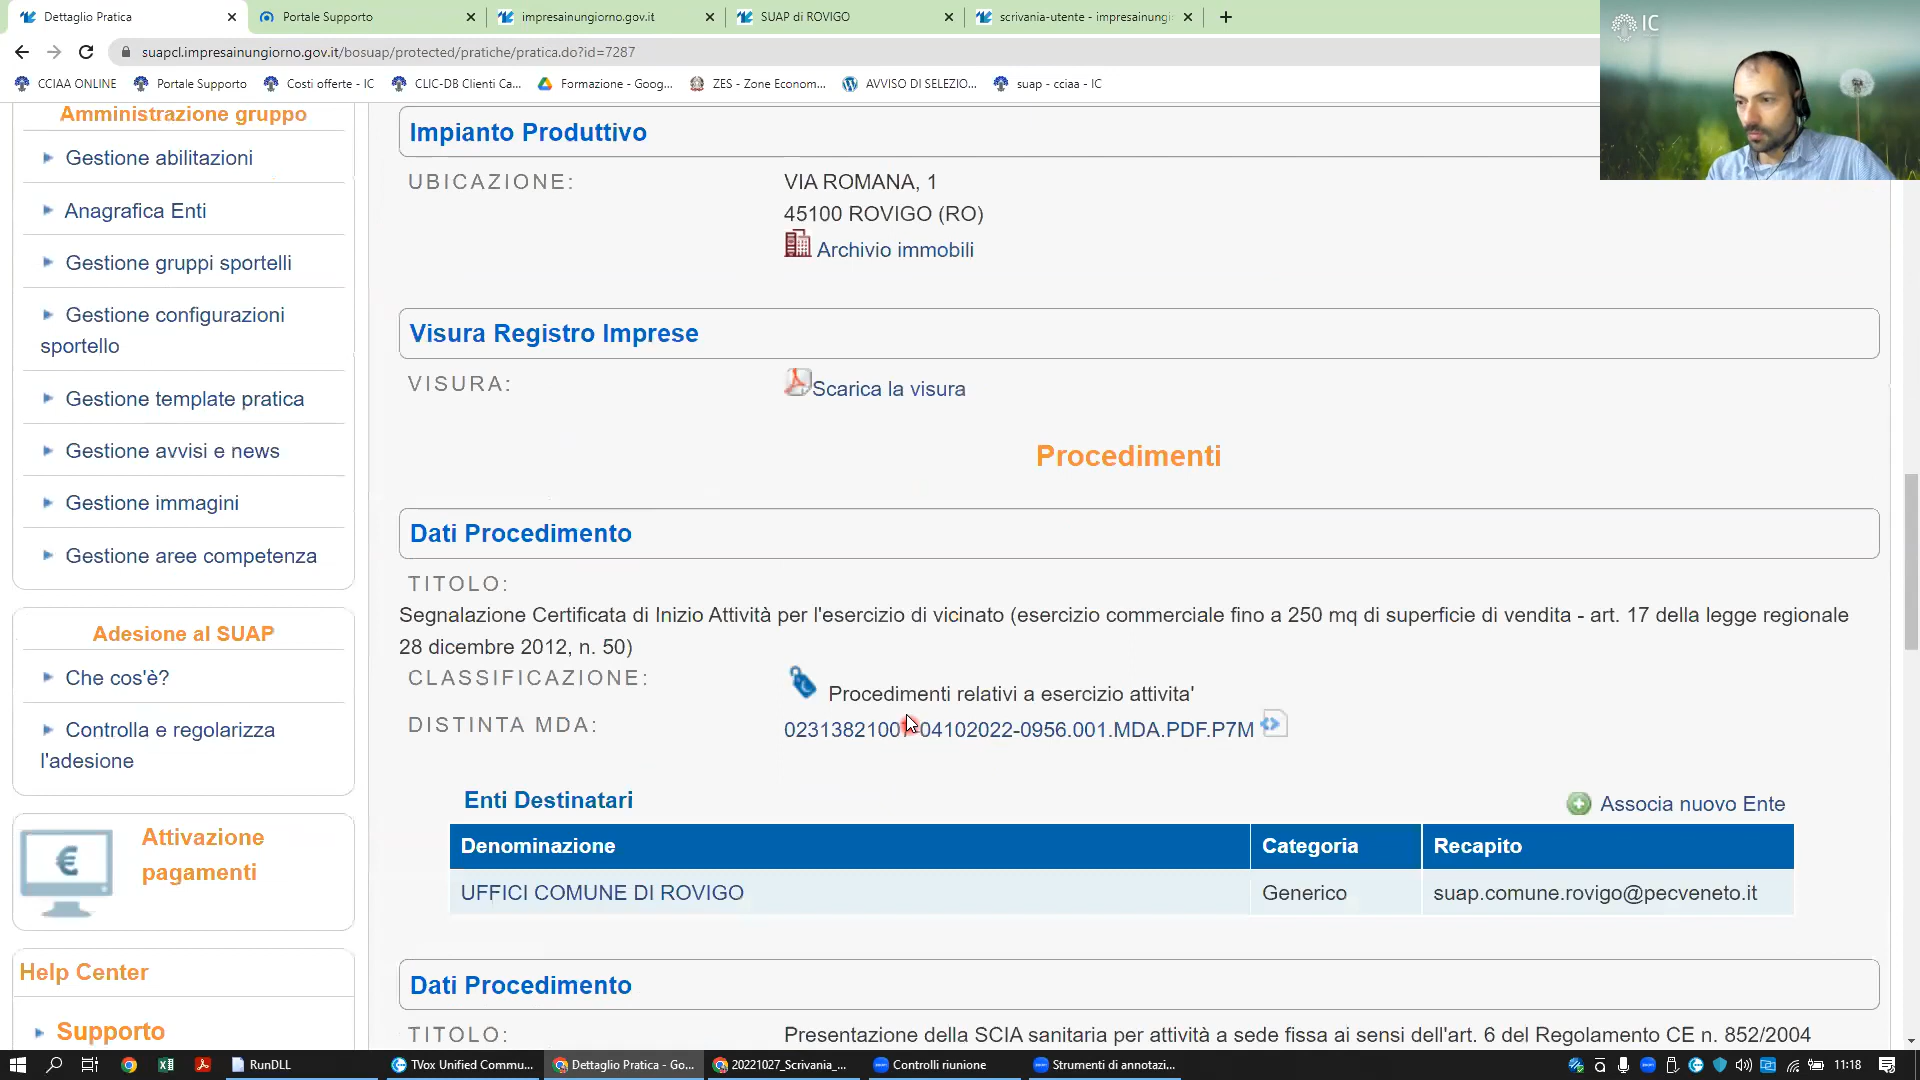 Dettaglio Pratica
Portale Supporto
impresainungiorno.gov.it
SUAP di ROVIGO
scrivania-utente - impresainungi
suapcl.impresainungiorno.gov.it/bosuap/protected/pratiche/pratica.do?id=7287
IC
CCIAA ONLINE
Portale Supporto
Costi offerte - IC
CLIC-DB Clienti Ca...
Formazione - Goog...
ZES - Zone Econom...
AVVISO DI SELEZIO...
suap - cciaa - IC
Amministrazione gruppo
Gestione abilitazioni
Anagrafica Enti
Gestione gruppi sportelli
Gestione configurazioni
sportello
Gestione template pratica
Gestione avvisi e news
Gestione immagini
Gestione aree competenza
Adesione al SUAP
Che cos'è?
Controlla e regolarizza
l'adesione
Attivazione
pagamenti
Help Center
Supporto
Impianto Produttivo
UBICAZIONE:
VIA ROMANA, 1
45100 ROVIGO (RO)
Archivio immobili
Visura Registro Imprese
VISURA:
Scarica la visura
Procedimenti
Dati Procedimento
TITOLO:
Segnalazione Certificata di Inizio Attività per l'esercizio di vicinato (esercizio commerciale fino a 250 mq di superficie di vendita - art. 17 della legge regionale
28 dicembre 2012, n. 50)
CLASSIFICAZIONE:
Procedimenti relativi a esercizio attivita'
DISTINTA MDA:
02313821007-04102022-0956.001.MDA.PDF.P7M
Enti Destinatari
Associa nuovo Ente
Denominazione
Categoria
Recapito
UFFICI COMUNE DI ROVIGO
Generico
suap.comune.rovigo@pecveneto.it
Dati Procedimento
TITOLO:
Presentazione della SCIA sanitaria per attività a sede fissa ai sensi dell'art. 6 del Regolamento CE n. 852/2004
RunDLL
TVox Unified Commu...
Dettaglio Pratica - Go...
20221027_Scrivania_...
Controlli riunione
Strumenti di annotazi...
11:18